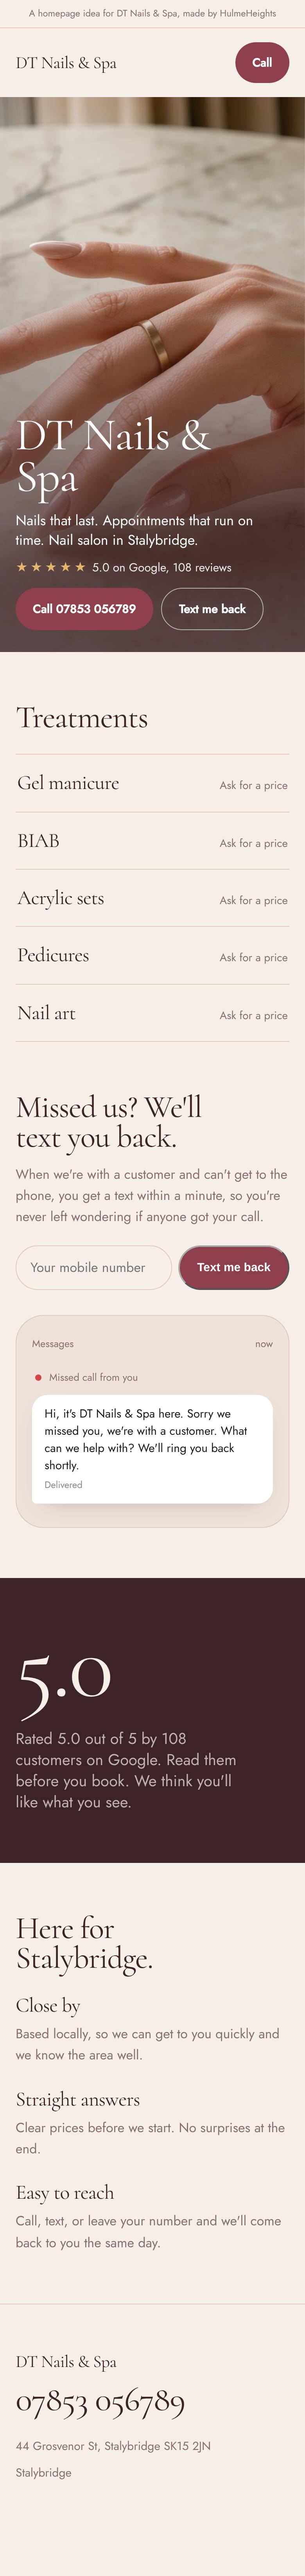 A homepage idea for DT Nails & Spa, made by HulmeHeights
DT Nails & Spa
Call
DT Nails &
Spa
Nails that last. Appointments that run on
time. Nail salon in Stalybridge.
★★★★★ 5.0 on Google, 108 reviews
Call 07853 056789
Text me back
Treatments
Gel manicure
Ask for a price
BIAB
Ask for a price
Acrylic sets
Ask for a price
Pedicures
Ask for a price
Nail art
Ask for a price
Missed us? We'll
text you back.
When we're with a customer and can't get to the
phone, you get a text within a minute, so you're
never left wondering if anyone got your call.
Your mobile number
Text me back
Messages
now
Missed call from you
Hi, it's DT Nails & Spa here. Sorry we
missed you, we're with a customer. What
can we help with? We'll ring you back
shortly.
Delivered
5.0
Rated 5.0 out of 5 by 108
customers on Google. Read them
before you book. We think you'll
like what you see.
Here for
Stalybridge.
Close by
Based locally, so we can get to you quickly and
we know the area well.
Straight answers
Clear prices before we start. No surprises at the
end.
Easy to reach
Call, text, or leave your number and we'll come
back to you the same day.
DT Nails & Spa
07853 056789
44 Grosvenor St, Stalybridge SK15 2JN
Stalybridge